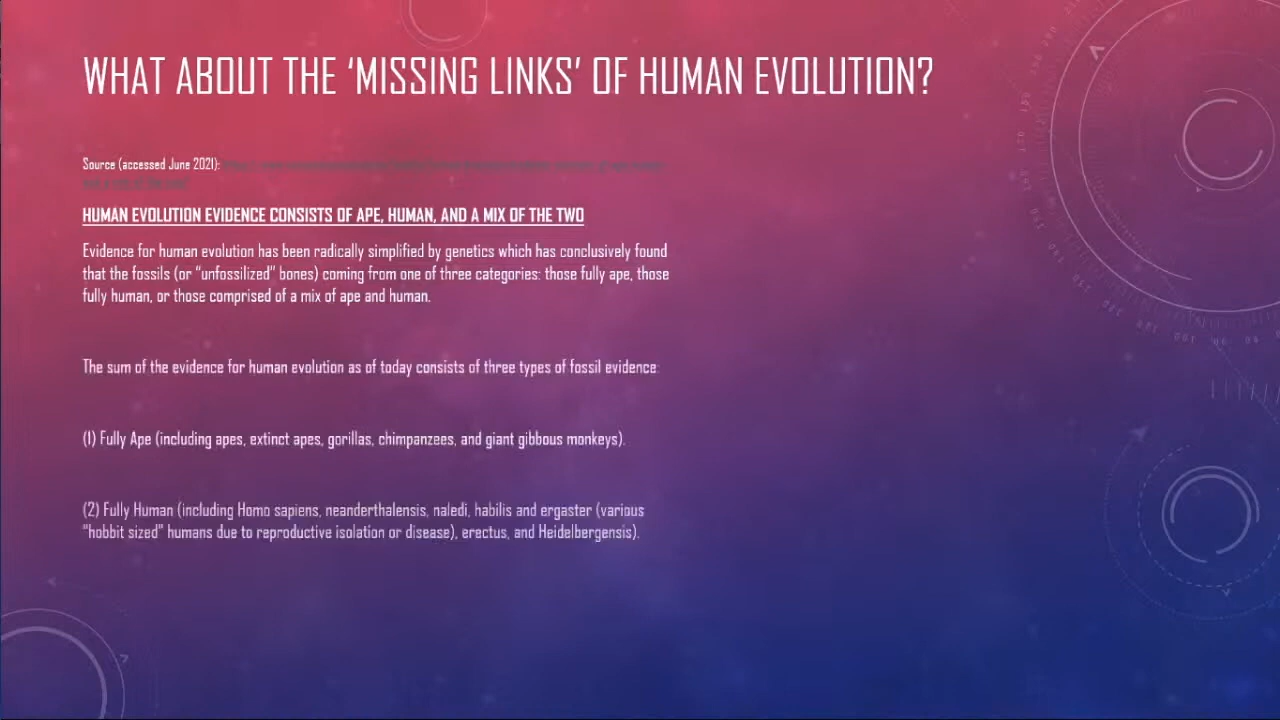 WHAT ABOUT THE 'MISSING LINKS' OF HUMAN EVOLUTION?
Source (accessed June 2021):
HUMAN EVOLUTION EVIDENCE CONSISTS OF APE, HUMAN, AND A MIX OF THE TWO
Evidence for human evolution has been radically simplified by genetics which has conclusively found
that the fossils (or "unfossilized" bones) coming from one of three categories: those fully ape, those
fully human, or those comprised of a mix of ape and human.
The sum of the evidence for human evolution as of today consists of three types of fossil evidence:
(1) Fully Ape (including apes, extinct apes, gorillas, chimpanzees, and giant gibbous monkeys).
(2) Fully Human (including Homo sapiens, neanderthalensis, naledi, habilis and ergaster (various
"hobbit sized" humans due to reproductive isolation or disease), erectus, and Heidelbergensis).